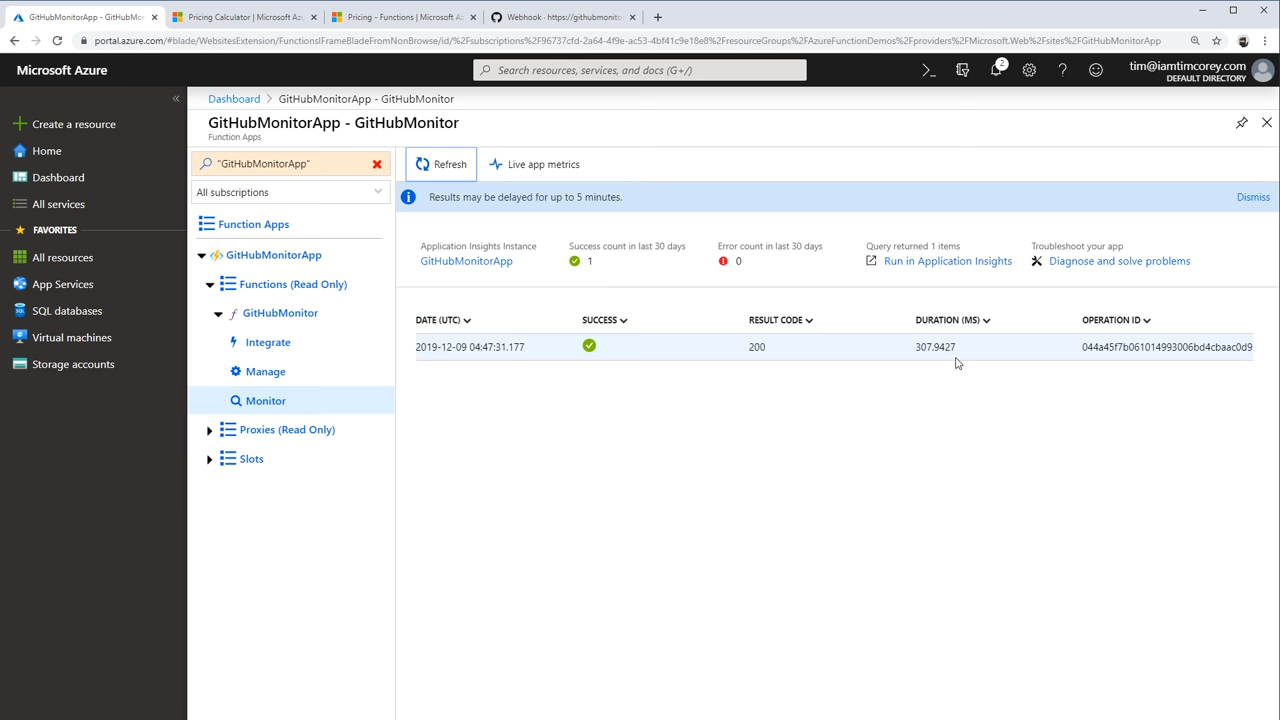 GitHubMonitorApp - GitHubMo
Pricing Calculator | Microsoft Az
Pricing - Functions | Microsoft A
Webhook · https://githubmonito
portal.azure.com/#blade/WebsitesExtension/FunctionsIFrameBladeFromNonBrowse/id/%2Fsubscriptions%2F96737cfd-2a64-4f9e-ac53-4bf41c9e18e8%2FresourceGroups%2FAzureFunctionDemos%2Fproviders%2FMicrosoft.Web%2Fsites%2FGitHubMonitorApp
Microsoft Azure
Search resources, services, and docs (G+/)
2
tim@iamtimcorey.com
DEFAULT DIRECTORY
«
Create a resource
Home
Dashboard
All services
FAVORITES
All resources
App Services
SQL databases
Virtual machines
Storage accounts
Dashboard > GitHubMonitorApp - GitHubMonitor
GitHubMonitorApp - GitHubMonitor
Function Apps
"GitHubMonitorApp"
All subscriptions
Function Apps
GitHubMonitorApp
Functions (Read Only)
GitHubMonitor
Integrate
Manage
Monitor
Proxies (Read Only)
Slots
Refresh
Live app metrics
Results may be delayed for up to 5 minutes.
Dismiss
Application Insights Instance
GitHubMonitorApp
Success count in last 30 days
1
Error count in last 30 days
0
Query returned 1 items
Run in Application Insights
Troubleshoot your app
Diagnose and solve problems
DATE (UTC) SUCCESS RESULT CODE DURATION (MS) OPERATION ID
2019-12-09 04:47:31.177 200 307.9427 044a45f7b061014993006bd4cbaac0d9